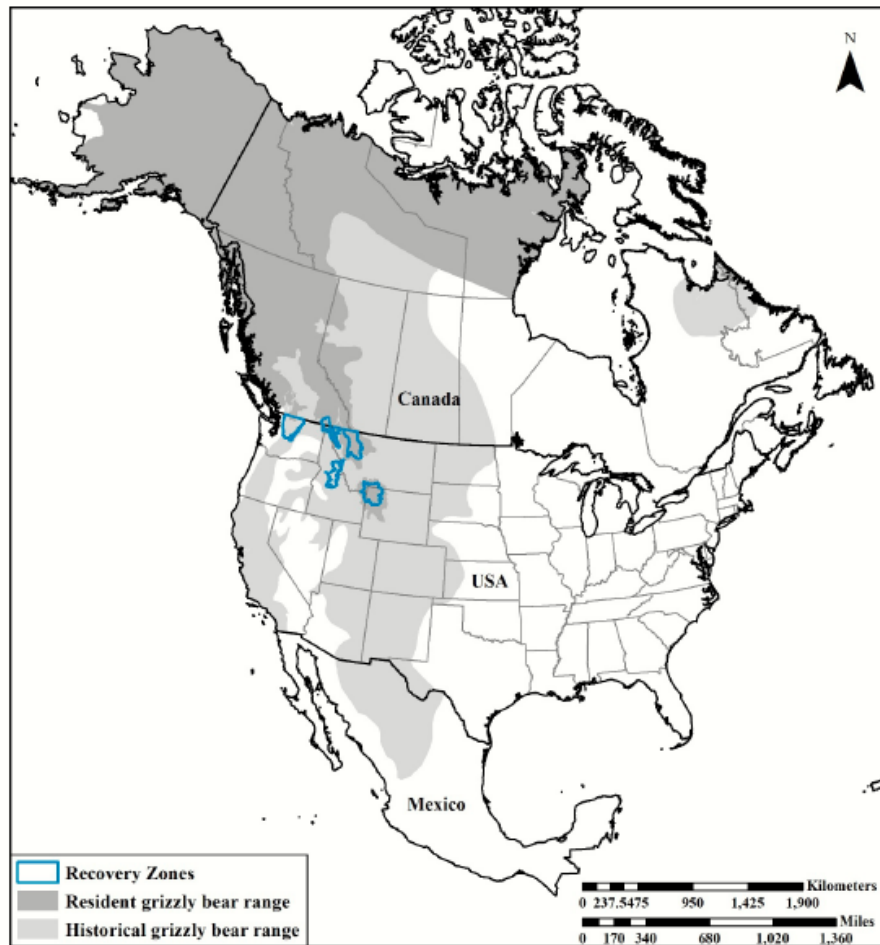 N
Canada
USA
Mexico
Recovery Zones
Resident grizzly bear range
Historical grizzly bear range
Kilometers
0 237.5475 950 1,425 1,900
Miles
0 170 340 680 1,020 1,360